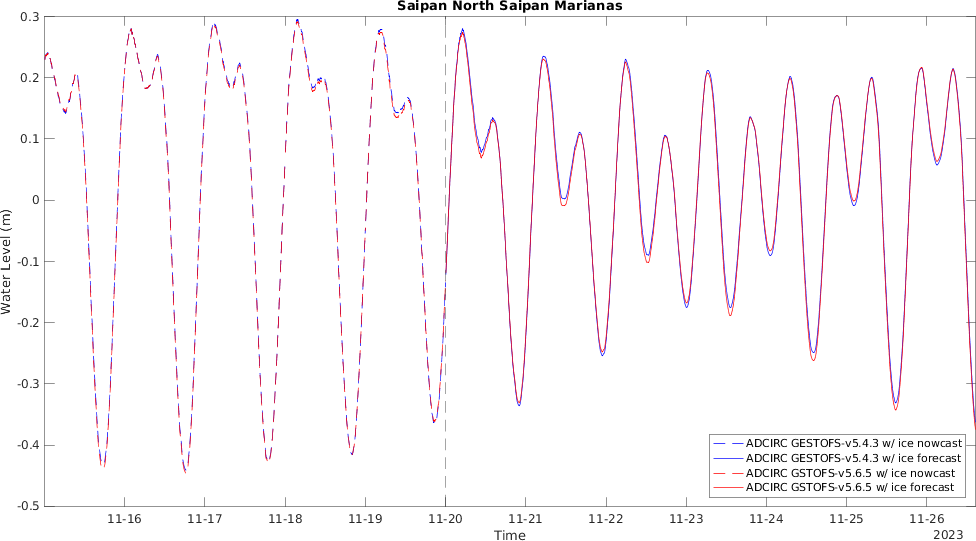 Saipan North Saipan Marianas
Water Level (m)
0.3
0.2
0.1
0
-0.1
-0.2
-0.3
-0.4
-0.5
ADCIRC GESTOFS-v5.4.3 w/ ice nowcast
ADCIRC GESTOFS-v5.4.3 w/ ice forecast
ADCIRC GSTOFS-v5.6.5 w/ ice nowcast
ADCIRC GSTOFS-v5.6.5 w/ ice forecast
11-16 11-17 11-18 11-19 11-20 11-21 11-22 11-23 11-24 11-25 11-26
Time
2023